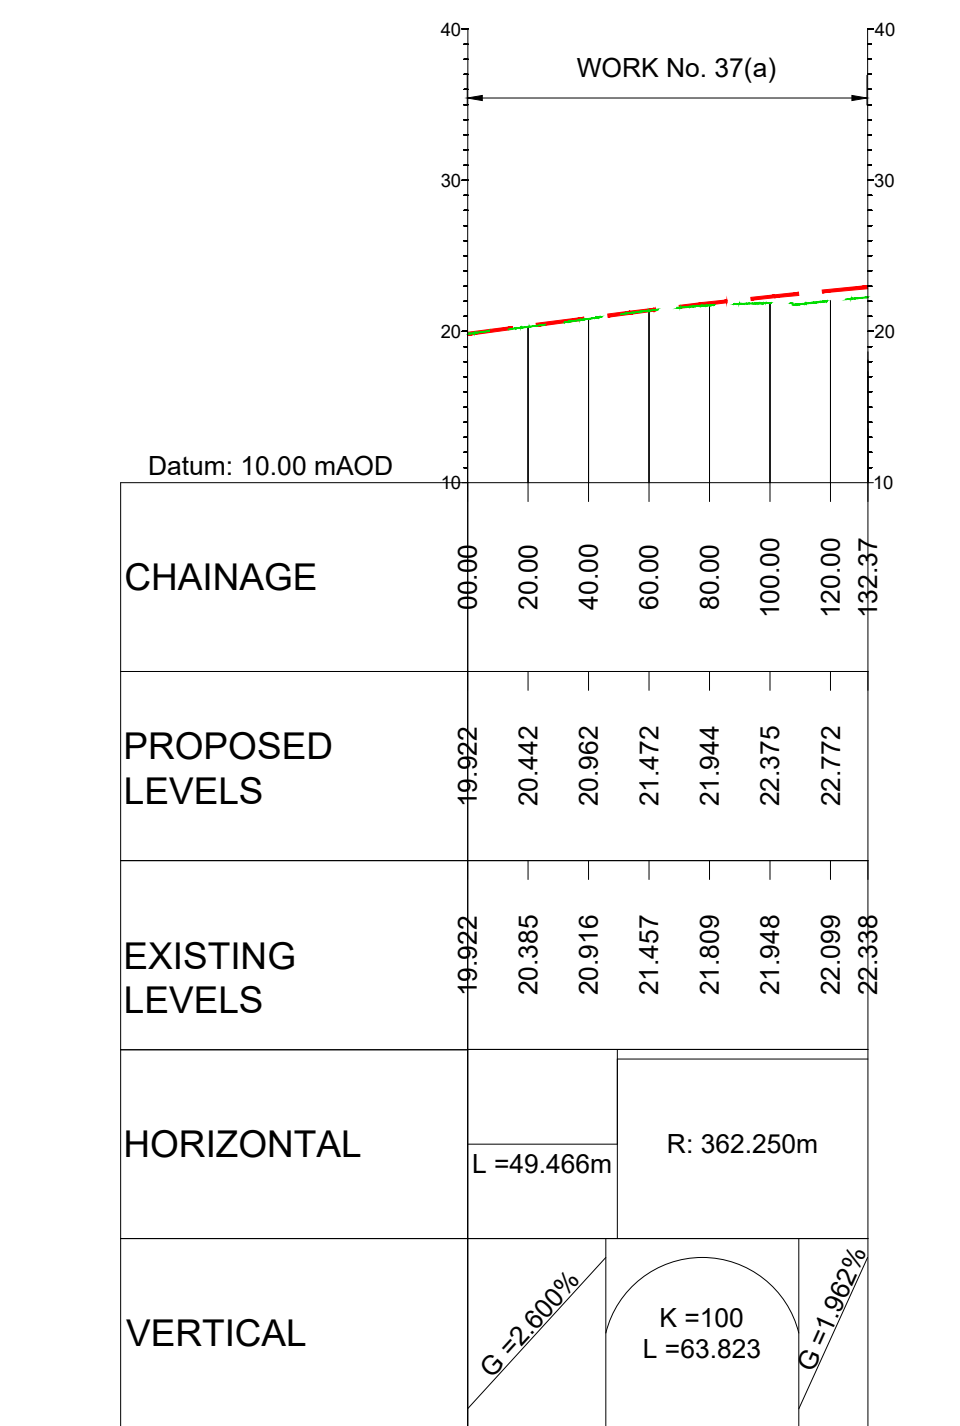 40
40
WORK No. 37(a)
30
30
20
20
Datum: 10.00 mAOD
10
10
CHAINAGE
00.00
20.00
40.00
60.00
80.00
100.00
120.00
132.37
PROPOSED
LEVELS
19.922
20.442
20.962
21.472
21.944
22.375
22.772
EXISTING
LEVELS
19.922
20.385
20.916
21.457
21.809
21.948
22.099
22.338
HORIZONTAL
L =49.466m
R: 362.250m
VERTICAL
G =2.600%
K =100
L =63.823
G =1.962%